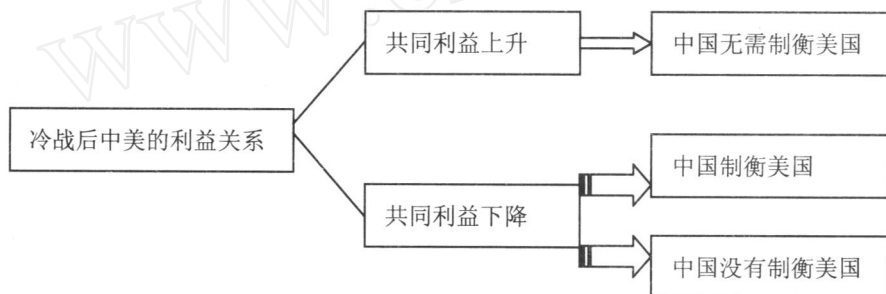 共同利益上升
中国无需制衡美国
冷战后中美的利益关系
中国制衡美国
共同利益下降
中国没有制衡美国